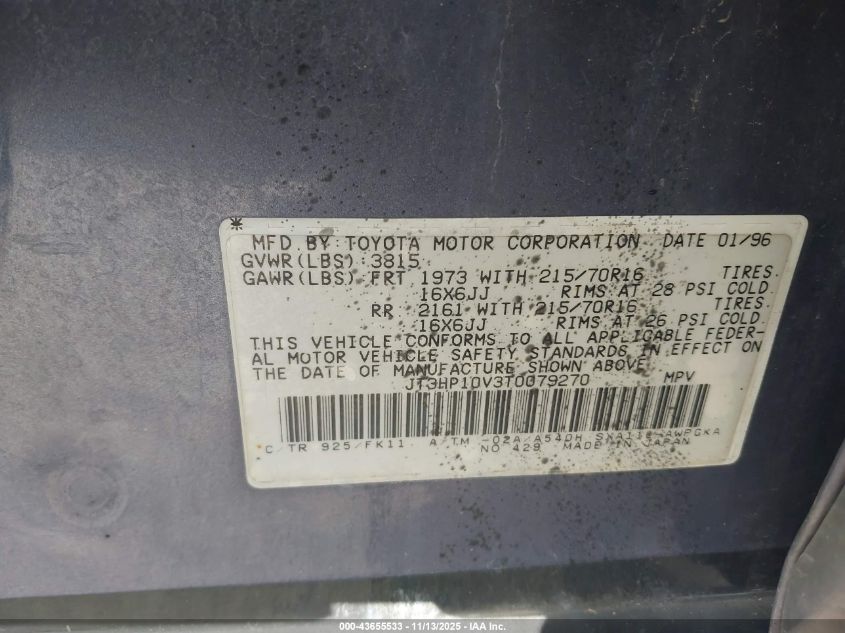 MFD. BY: TOYOTA MOTOR CORPORATION DATE 01/96
GVWR(LBS) 3815
GAWR(LBS) FRT 1973 WITH 215/70R16 TIRES.
16X6JJ RIMS AT 28 PSI COLD.
RR 2161 WITH 215/70R16 TIRES.
16X6JJ RIMS AT 26 PSI COLD.
THIS VEHICLE CONFORMS TO ALL APPLICABLE FEDER-
AL MOTOR VEHICLE SAFETY STANDARDS IN EFFECT ON
THE DATE OF MANUFACTURE SHOWN ABOVE.
JT3HP10V3T0079270 MPV
C/TR 925/FK11 A/TM -02A/A540H
NO 429 MADE IN JAPAN
000-43655533 - 11/13/2025 - IAA Inc.